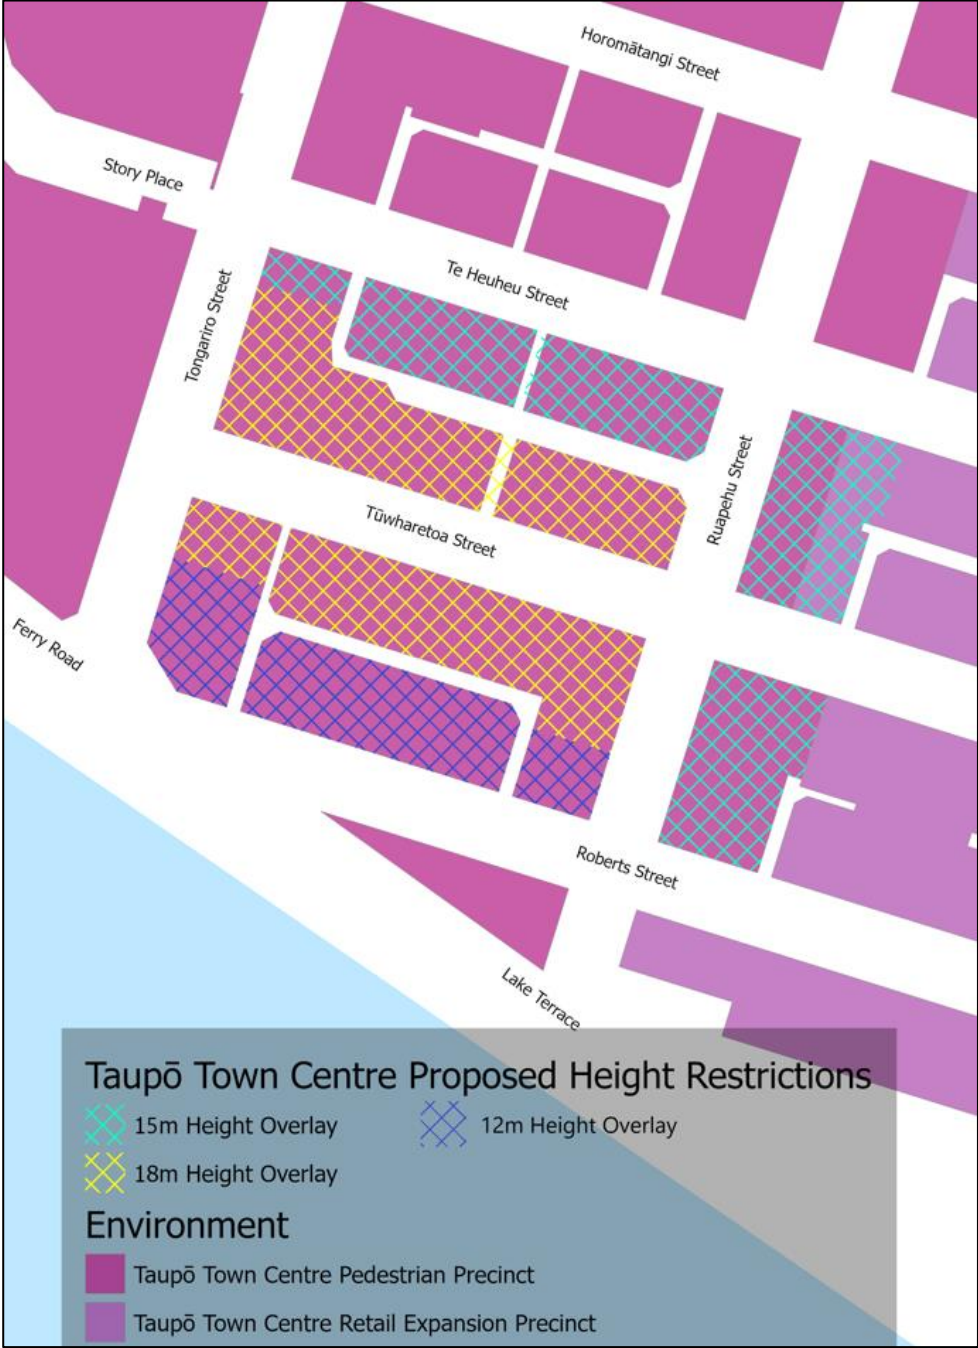 Horomātangi Street
Story Place
Te Heuheu Street
Tongariro Street
Ruapehu Street
Tūwharetoa Street
Ferry Road
Roberts Street
Lake Terrace
Taupō Town Centre Proposed Height Restrictions
15m Height Overlay
12m Height Overlay
18m Height Overlay
Environment
Taupō Town Centre Pedestrian Precinct
Taupō Town Centre Retail Expansion Precinct